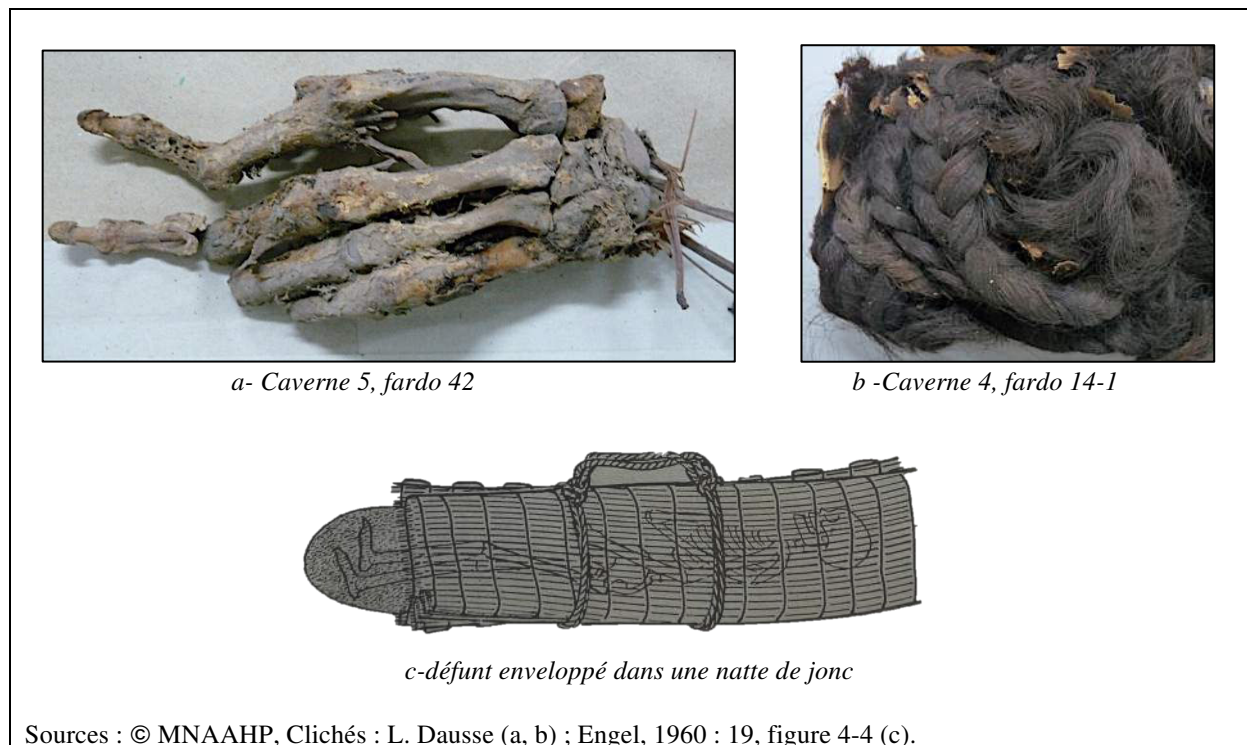 a- Caverne 5, fardo 42
b -Caverne 4, fardo 14-1
c-défunt enveloppé dans une natte de jonc
Sources : © MNAAHP, Clichés : L. Dausse (a, b) ; Engel, 1960 : 19, figure 4-4 (c).